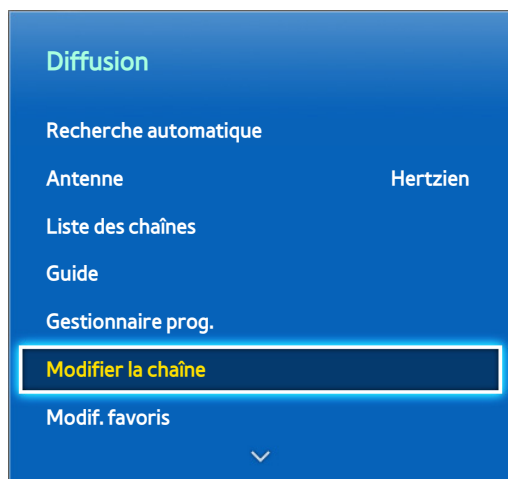 Diffusion
Recherche automatique
Antenne Hertzien
Liste des chaînes
Guide
Gestionnaire prog.
Modifier la chaîne
Modif. favoris